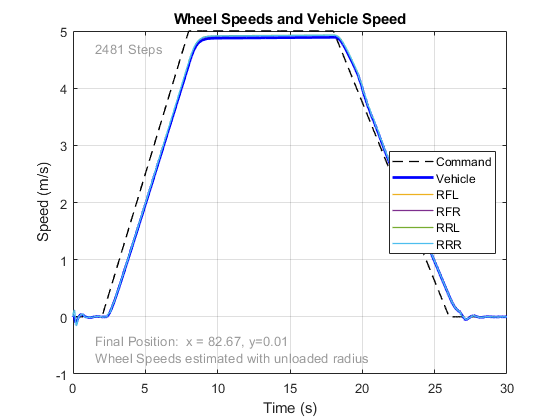 Wheel Speeds and Vehicle Speed
5
2481 Steps
4
3
Command
Vehicle
RFL
RFR
RRL
RRR
Speed (m/s)
2
1
0
Final Position:  x = 82.67, y=0.01
Wheel Speeds estimated with unloaded radius
-1
0 5 10 15 20 25 30
Time (s)